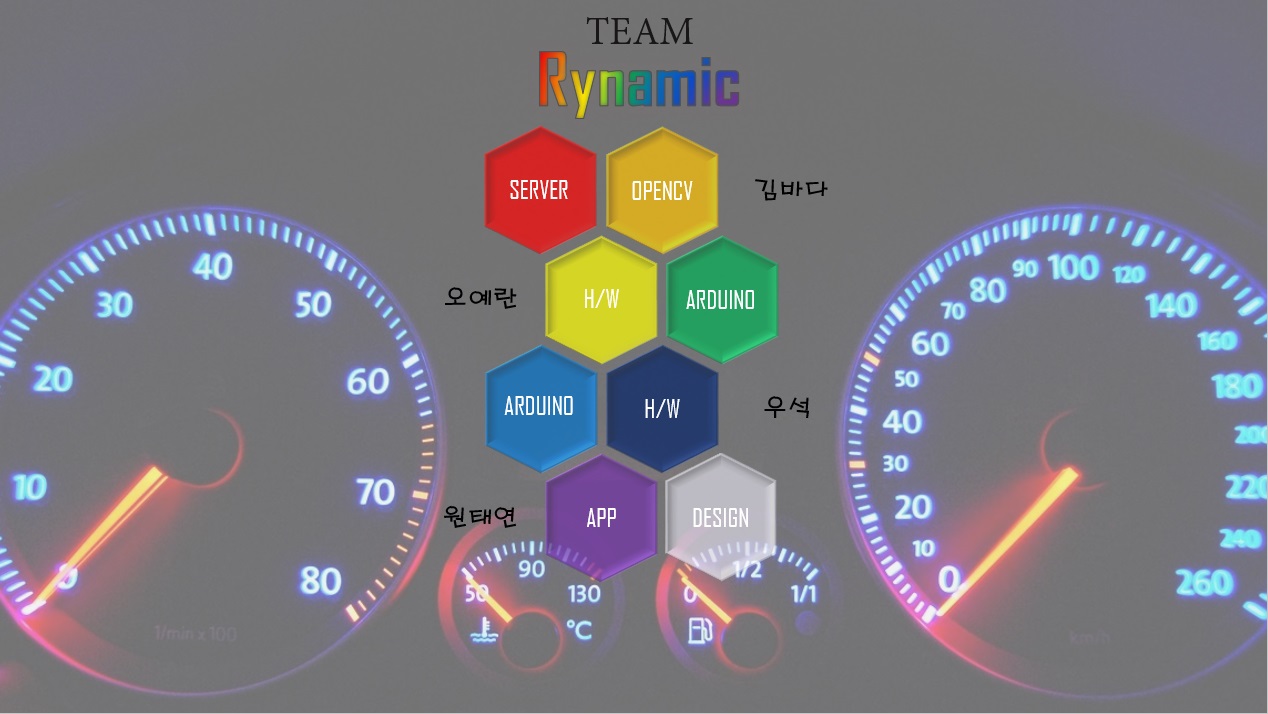 TEAM
Rynamic
SERVER OPENCV 김바다
오예란 H/W ARDUINO
ARDUINO H/W 우석
원태연 APP DESIGN
40
30 50
20 60
10 70
0 80
1/min x 100
90
50 130
°C
1/2
0 1/1
90 100 120
80 140
70
60 160
50 180
40 200
30 220
20 240
10 260
0
km/h